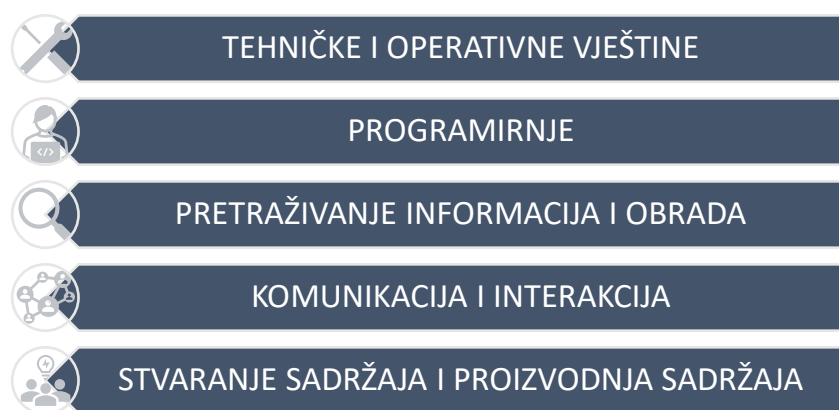 TEHNIČKE I OPERATIVNE VJEŠTINE
PROGRAMIRNJE
</>
PRETRAŽIVANJE INFORMACIJA I OBRADA
KOMUNIKACIJA I INTERAKCIJA
STVARANJE SADRŽAJA I PROIZVODNJA SADRŽAJA